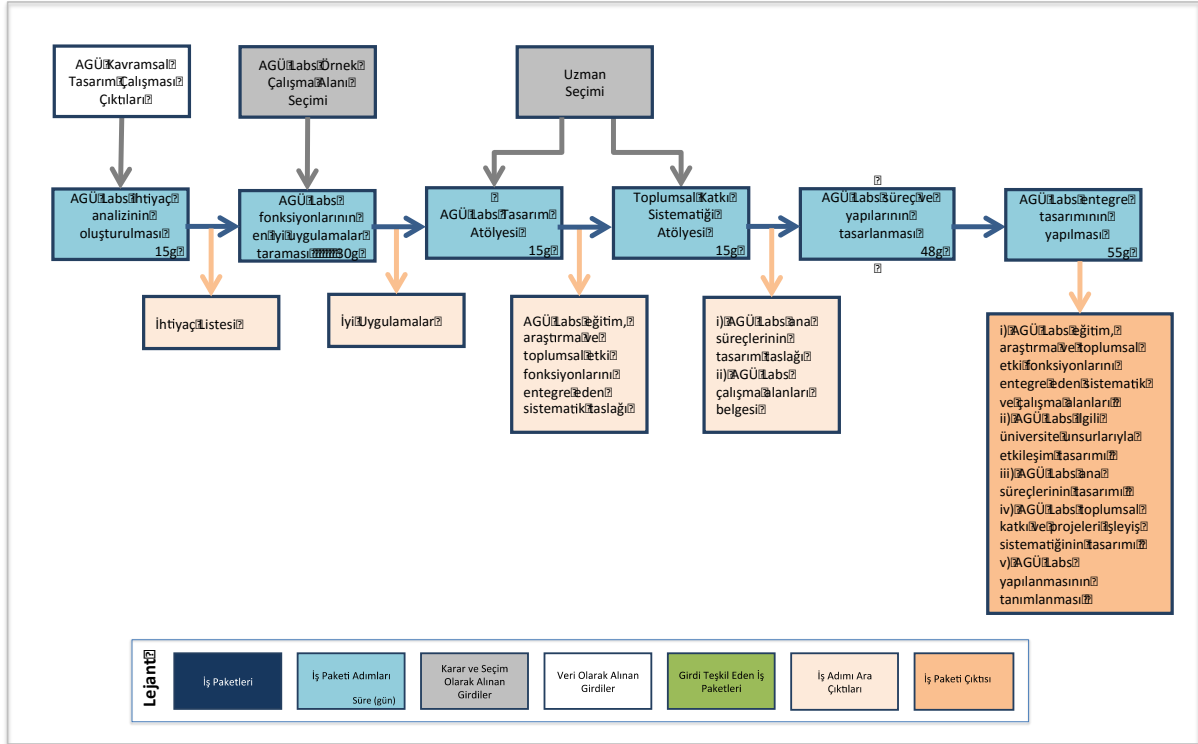 AGÜ Kavramsal
Tasarım Çalışması
Çıktıları
AGÜ Labs Örnek
Çalışma Alanı
Seçimi
Uzman
Seçimi
AGÜ Labs ihtiyaç
analizinin
oluşturulması
15g
AGÜ Labs
fonksiyonlarının
en iyi uygulamalar
taraması 30g
AGÜ Labs Tasarım
Atölyesi
15g
Toplumsal Katkı
Sistematiği
Atölyesi
15g
AGÜ Labs süreç ve
yapılarının
tasarlanması
48g
AGÜ Labs entegre
tasarımının
yapılması
55g
İhtiyaç Listesi
İyi Uygulamalar
AGÜ Labs eğitim,
araştırma ve
toplumsal etki
fonksiyonlarını
entegre eden
sistematik taslağı
i) AGÜ Labs ana
süreçlerinin
tasarım taslağı
ii) AGÜ Labs
çalışma alanları
belgesi
i) AGÜ Labs eğitim,
araştırma ve toplumsal
etki fonksiyonlarını
entegre eden sistematik
ve çalışma alanları
ii) AGÜ Labs ilgili
üniversite unsurlarıyla
etkileşim tasarımı
iii) AGÜ Labs ana
süreçlerinin tasarımı
iv) AGÜ Labs toplumsal
katkı ve projeleri işleyiş
sistematiğinin tasarımı
v) AGÜ Labs
yapılanmasının
tanımlanması
Lejant
İş Paketleri
İş Paketi Adımları
Süre (gün)
Karar ve Seçim
Olarak Alınan
Girdiler
Veri Olarak Alınan
Girdiler
Girdi Teşkil Eden İş
Paketleri
İş Adımı Ara
Çıktıları
İş Paketi Çıktısı